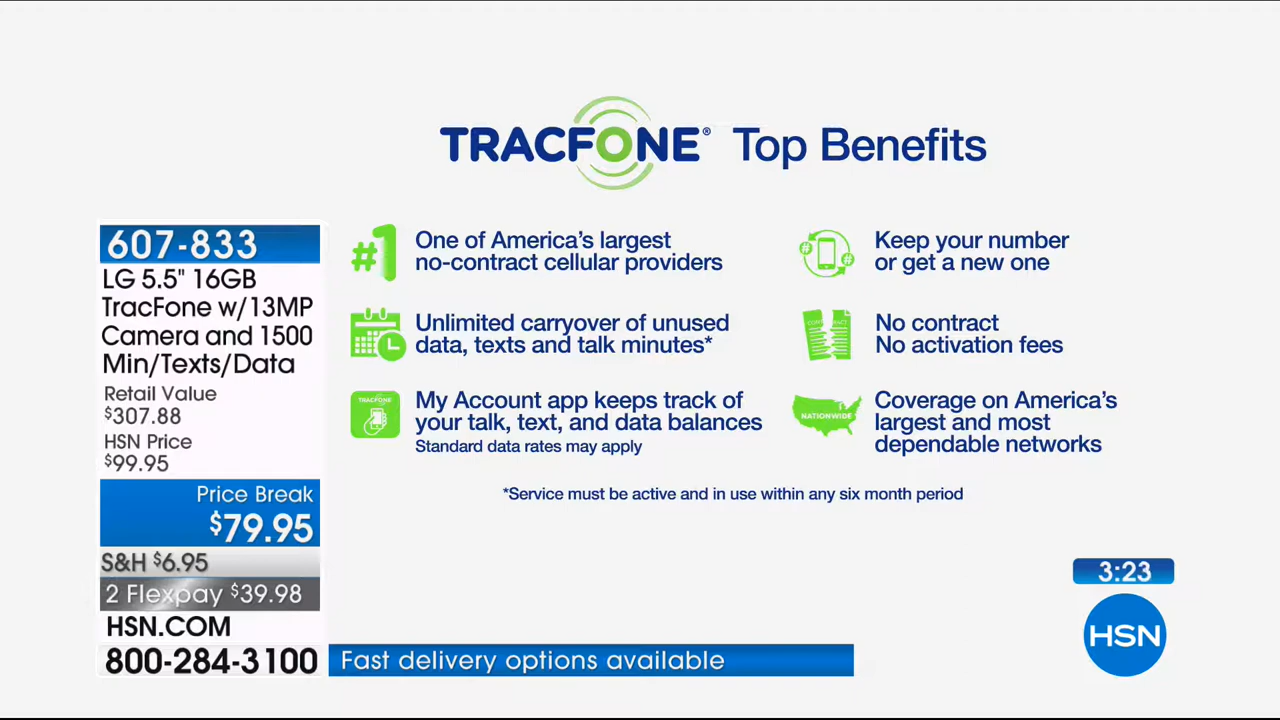 TRACFONE® Top Benefits
607-833
LG 5.5" 16GB
TracFone w/13MP
Camera and 1500
Min/Texts/Data
Retail Value
$307.88
HSN Price
$99.95
Price Break
$79.95
S&H $6.95
2 Flexpay $39.98
HSN.COM
800-284-3100
#1
One of America's largest
no-contract cellular providers
Unlimited carryover of unused
data, texts and talk minutes*
TRACFONE
My Account app keeps track of
your talk, text, and data balances
Standard data rates may apply
# #
Keep your number
or get a new one
No contract
No activation fees
NATIONWIDE
Coverage on America's
largest and most
dependable networks
*Service must be active and in use within any six month period
3:23
HSN
Fast delivery options available